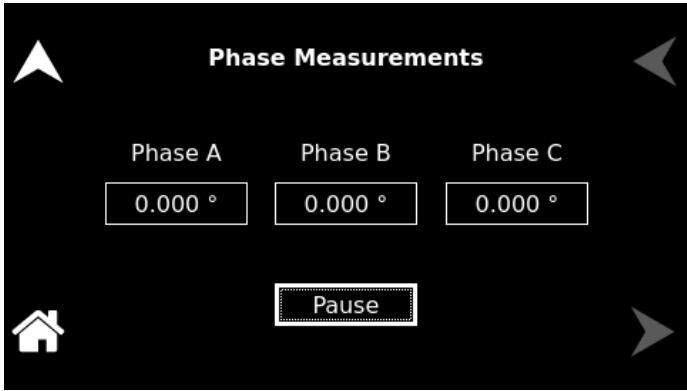 Phase Measurements
Phase A Phase B Phase C
0.000 ° 0.000 ° 0.000 °
Pause